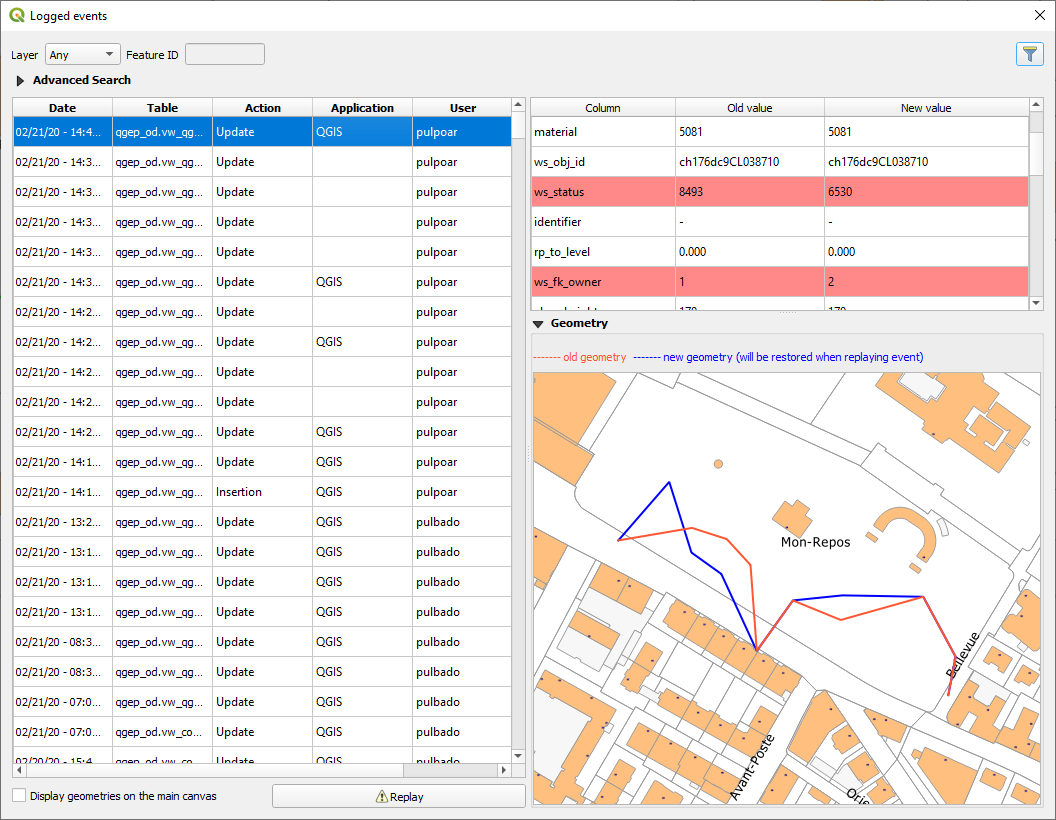 Logged events
Layer Any Feature ID
Advanced Search
Date Table Action Application User
02/21/20 - 14:4... qgep_od.vw_qg... Update QGIS pulpoar
02/21/20 - 14:3... qgep_od.vw_qg... Update pulpoar
02/21/20 - 14:3... qgep_od.vw_qg... Update pulpoar
02/21/20 - 14:3... qgep_od.vw_qg... Update pulpoar
02/21/20 - 14:3... qgep_od.vw_qg... Update pulpoar
02/21/20 - 14:3... qgep_od.vw_qg... Update QGIS pulpoar
02/21/20 - 14:2... qgep_od.vw_qg... Update pulpoar
02/21/20 - 14:2... qgep_od.vw_qg... Update QGIS pulpoar
02/21/20 - 14:2... qgep_od.vw_qg... Update pulpoar
02/21/20 - 14:2... qgep_od.vw_qg... Update pulpoar
02/21/20 - 14:2... qgep_od.vw_qg... Update QGIS pulpoar
02/21/20 - 14:1... qgep_od.vw_qg... Update QGIS pulpoar
02/21/20 - 14:1... qgep_od.vw_qg... Insertion QGIS pulpoar
02/21/20 - 13:2... qgep_od.vw_qg... Update QGIS pulbado
02/21/20 - 13:1... qgep_od.vw_qg... Update QGIS pulbado
02/21/20 - 13:1... qgep_od.vw_qg... Update QGIS pulbado
02/21/20 - 13:1... qgep_od.vw_qg... Update QGIS pulbado
02/21/20 - 08:3... qgep_od.vw_qg... Update QGIS pulbado
02/21/20 - 08:3... qgep_od.vw_qg... Update QGIS pulbado
02/21/20 - 07:0... qgep_od.vw_qg... Update QGIS pulbado
02/21/20 - 07:0... qgep_od.vw_co... Update QGIS pulbado
02/20/20 - 15:4... qgep_od.vw_co... Update QGIS pulbado
Display geometries on the main canvas
Replay
Column Old value New value
material 5081 5081
ws_obj_id ch176dc9CL038710 ch176dc9CL038710
ws_status 8493 6530
identifier - -
rp_to_level 0.000 0.000
ws_fk_owner 1 2
Geometry
------- old geometry ------- new geometry (will be restored when replaying event)
Mon-Repos
Bellevue
Avant-Poste